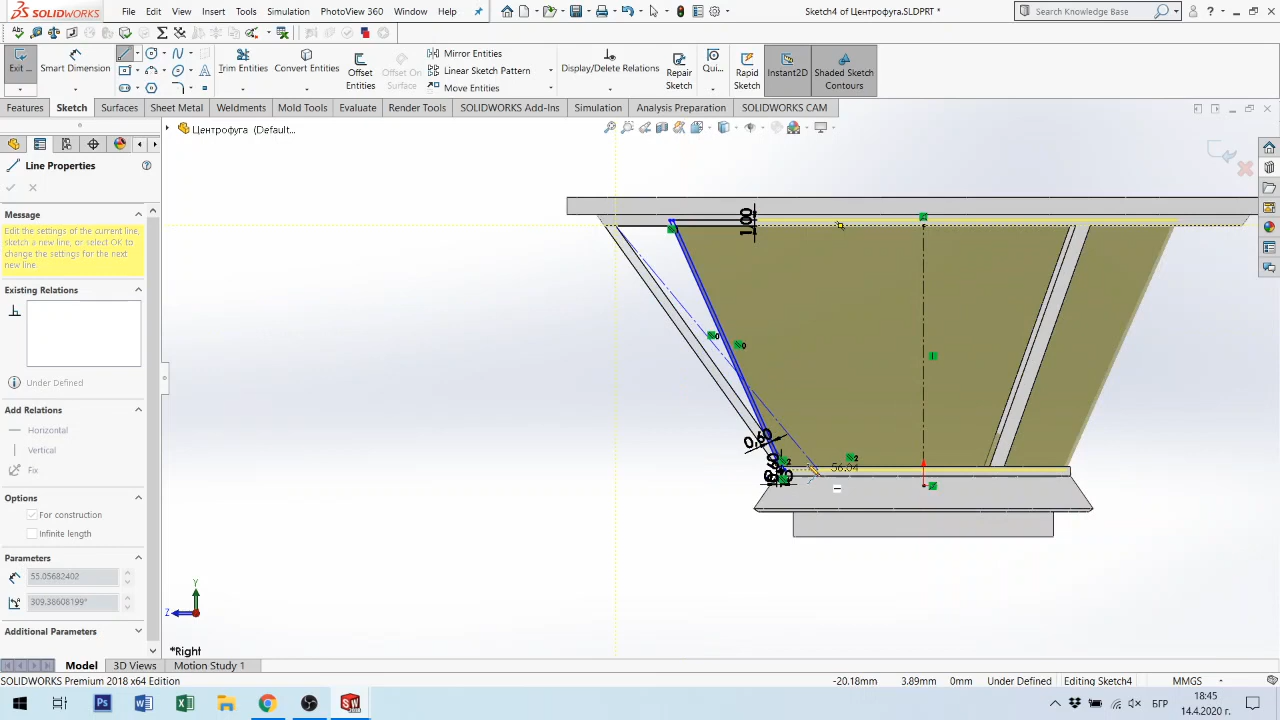 SOLIDWORKS File Edit View Insert Tools Simulation PhotoView 360 Window Help Sketch4 of Центрофуга.SLDPRT * Search Knowledge Base
Exit ... Smart Dimension Trim Entities Convert Entities Offset Entities Offset On Surface Mirror Entities Linear Sketch Pattern Move Entities Display/Delete Relations Repair Sketch Qui... Rapid Sketch Instant2D Shaded Sketch Contours
Features Sketch Surfaces Sheet Metal Weldments Mold Tools Evaluate Render Tools SOLIDWORKS Add-Ins Simulation Analysis Preparation SOLIDWORKS CAM
Центрофуга (Default...
Line Properties
Message
Edit the settings of the current line, sketch a new line, or select OK to change the settings for the next new line.
Existing Relations
Under Defined
Add Relations
Horizontal
Vertical
Fix
Options
For construction
Infinite length
Parameters
55.05682402
309.38608199°
Additional Parameters
1,00
0,60
56.04
Y
Z
*Right
Model 3D Views Motion Study 1
SOLIDWORKS Premium 2018 x64 Edition -20.18mm 3.89mm 0mm Under Defined Editing Sketch4 MMGS
БГР 18:45
14.4.2020 г.